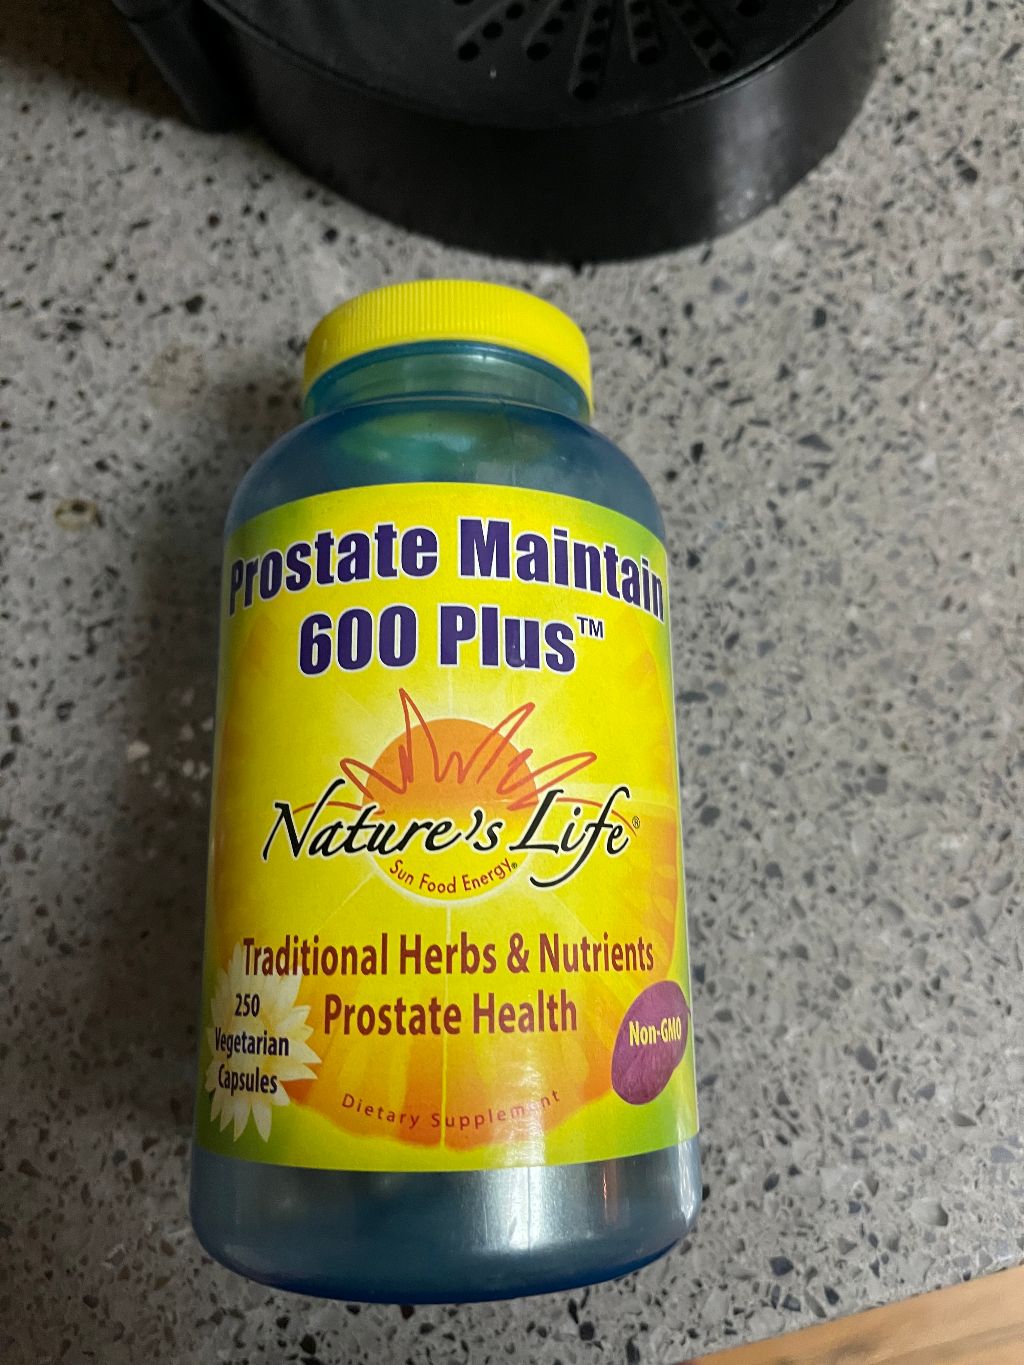 Prostate Maintain
600 Plus™
Nature's Life®
Sun Food Energy®
Traditional Herbs & Nutrients
Prostate Health
250
Vegetarian
Capsules
Non-GMO
Dietary Supplement